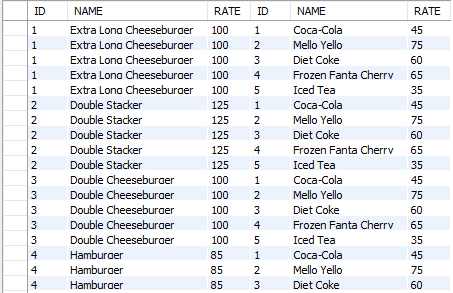 ID NAME RATE ID NAME RATE
1 Extra Long Cheeseburger 100 1 Coca-Cola 45
1 Extra Long Cheeseburger 100 2 Mello Yello 75
1 Extra Long Cheeseburger 100 3 Diet Coke 60
1 Extra Long Cheeseburger 100 4 Frozen Fanta Cherry 65
1 Extra Long Cheeseburger 100 5 Iced Tea 35
2 Double Stacker 125 1 Coca-Cola 45
2 Double Stacker 125 2 Mello Yello 75
2 Double Stacker 125 3 Diet Coke 60
2 Double Stacker 125 4 Frozen Fanta Cherry 65
2 Double Stacker 125 5 Iced Tea 35
3 Double Cheeseburger 100 1 Coca-Cola 45
3 Double Cheeseburger 100 2 Mello Yello 75
3 Double Cheeseburger 100 3 Diet Coke 60
3 Double Cheeseburger 100 4 Frozen Fanta Cherry 65
3 Double Cheeseburger 100 5 Iced Tea 35
4 Hamburger 85 1 Coca-Cola 45
4 Hamburger 85 2 Mello Yello 75
4 Hamburger 85 3 Diet Coke 60